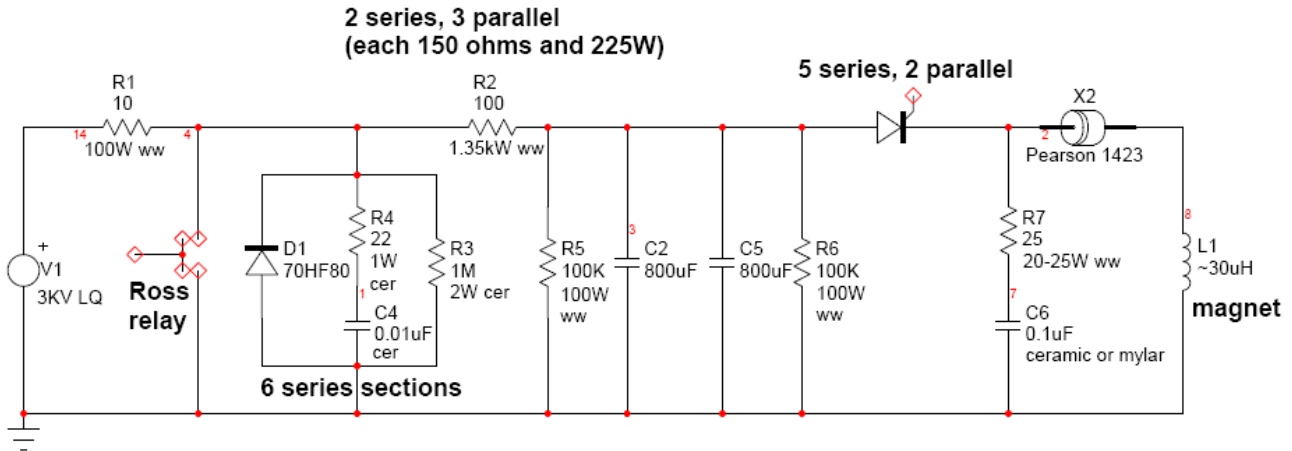 2 series, 3 parallel
(each 150 ohms and 225W)
5 series, 2 parallel
R1
10
14
4
100W ww
R2
100
1.35kW ww
X2
2
Pearson 1423
+
V1
3KV LQ
Ross
relay
D1
70HF80
R4
22
1W
cer
1
C4
0.01uF
cer
R3
1M
2W cer
6 series sections
R5
100K
100W
ww
3
C2
800uF
C5
800uF
R6
100K
100W
ww
R7
25
20-25W ww
7
C6
0.1uF
ceramic or mylar
8
L1
~30uH
magnet